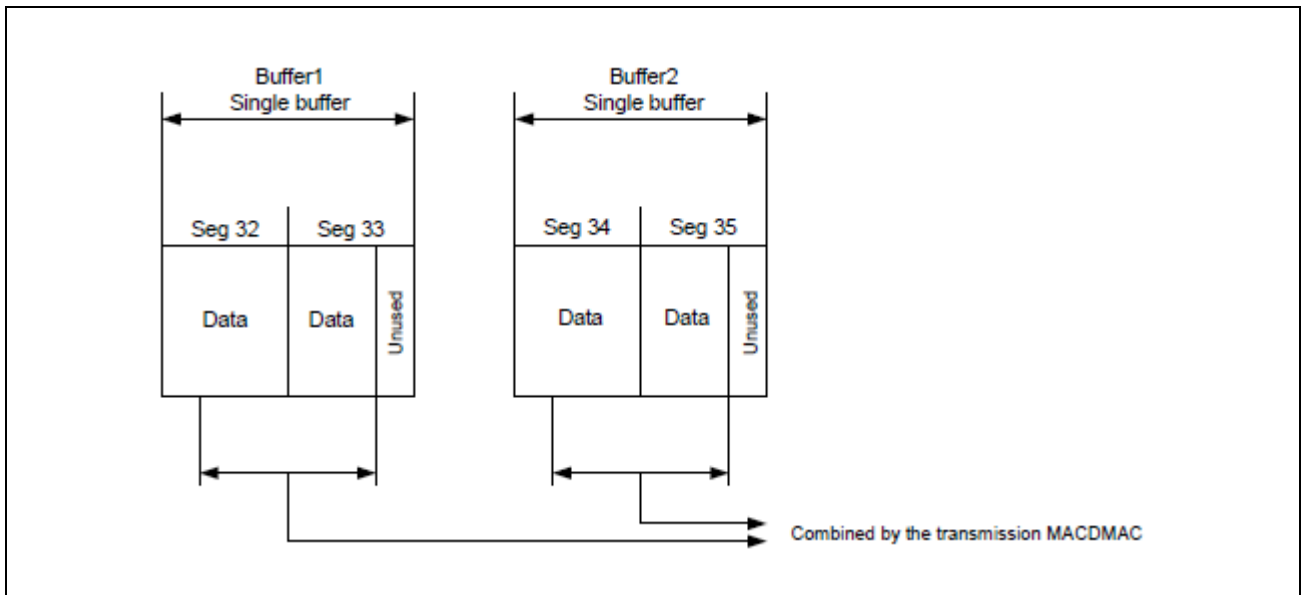 Buffer1
Single buffer
Buffer2
Single buffer
Seg 32
Seg 33
Seg 34
Seg 35
Data
Data
Unused
Data
Data
Unused
Combined by the transmission MACDMAC